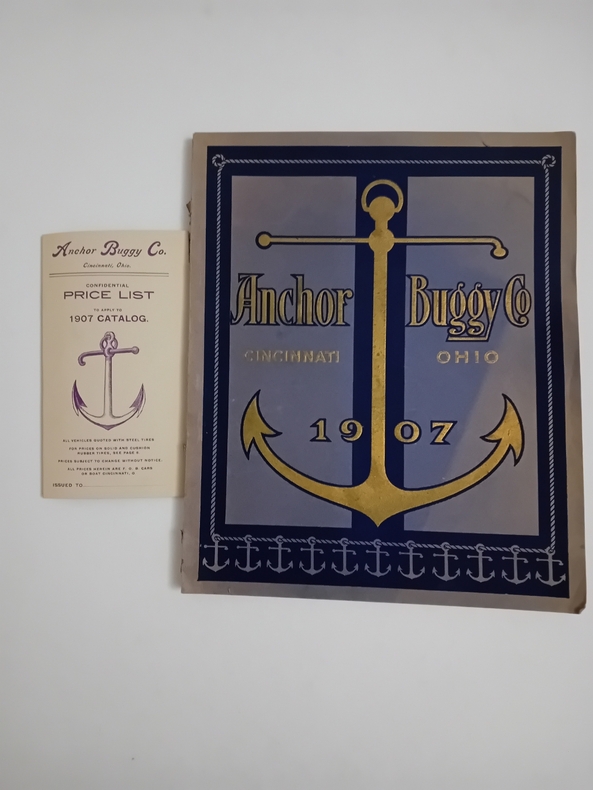 Anchor Buggy Co.
Cincinnati, Ohio.
CONFIDENTIAL
PRICE LIST
TO APPLY TO
1907 CATALOG.
ALL VEHICLES QUOTED WITH STEEL TIRES
FOR PRICES ON SOLID AND CUSHION
RUBBER TIRES, SEE PAGE
PRICES SUBJECT TO CHANGE WITHOUT NOTICE.
ALL PRICES HEREIN ARE F. O. B. CARS
OR BOAT CINCINNATI, O.
ISSUED TO
Anchor Buggy Co
CINCINNATI OHIO
1907